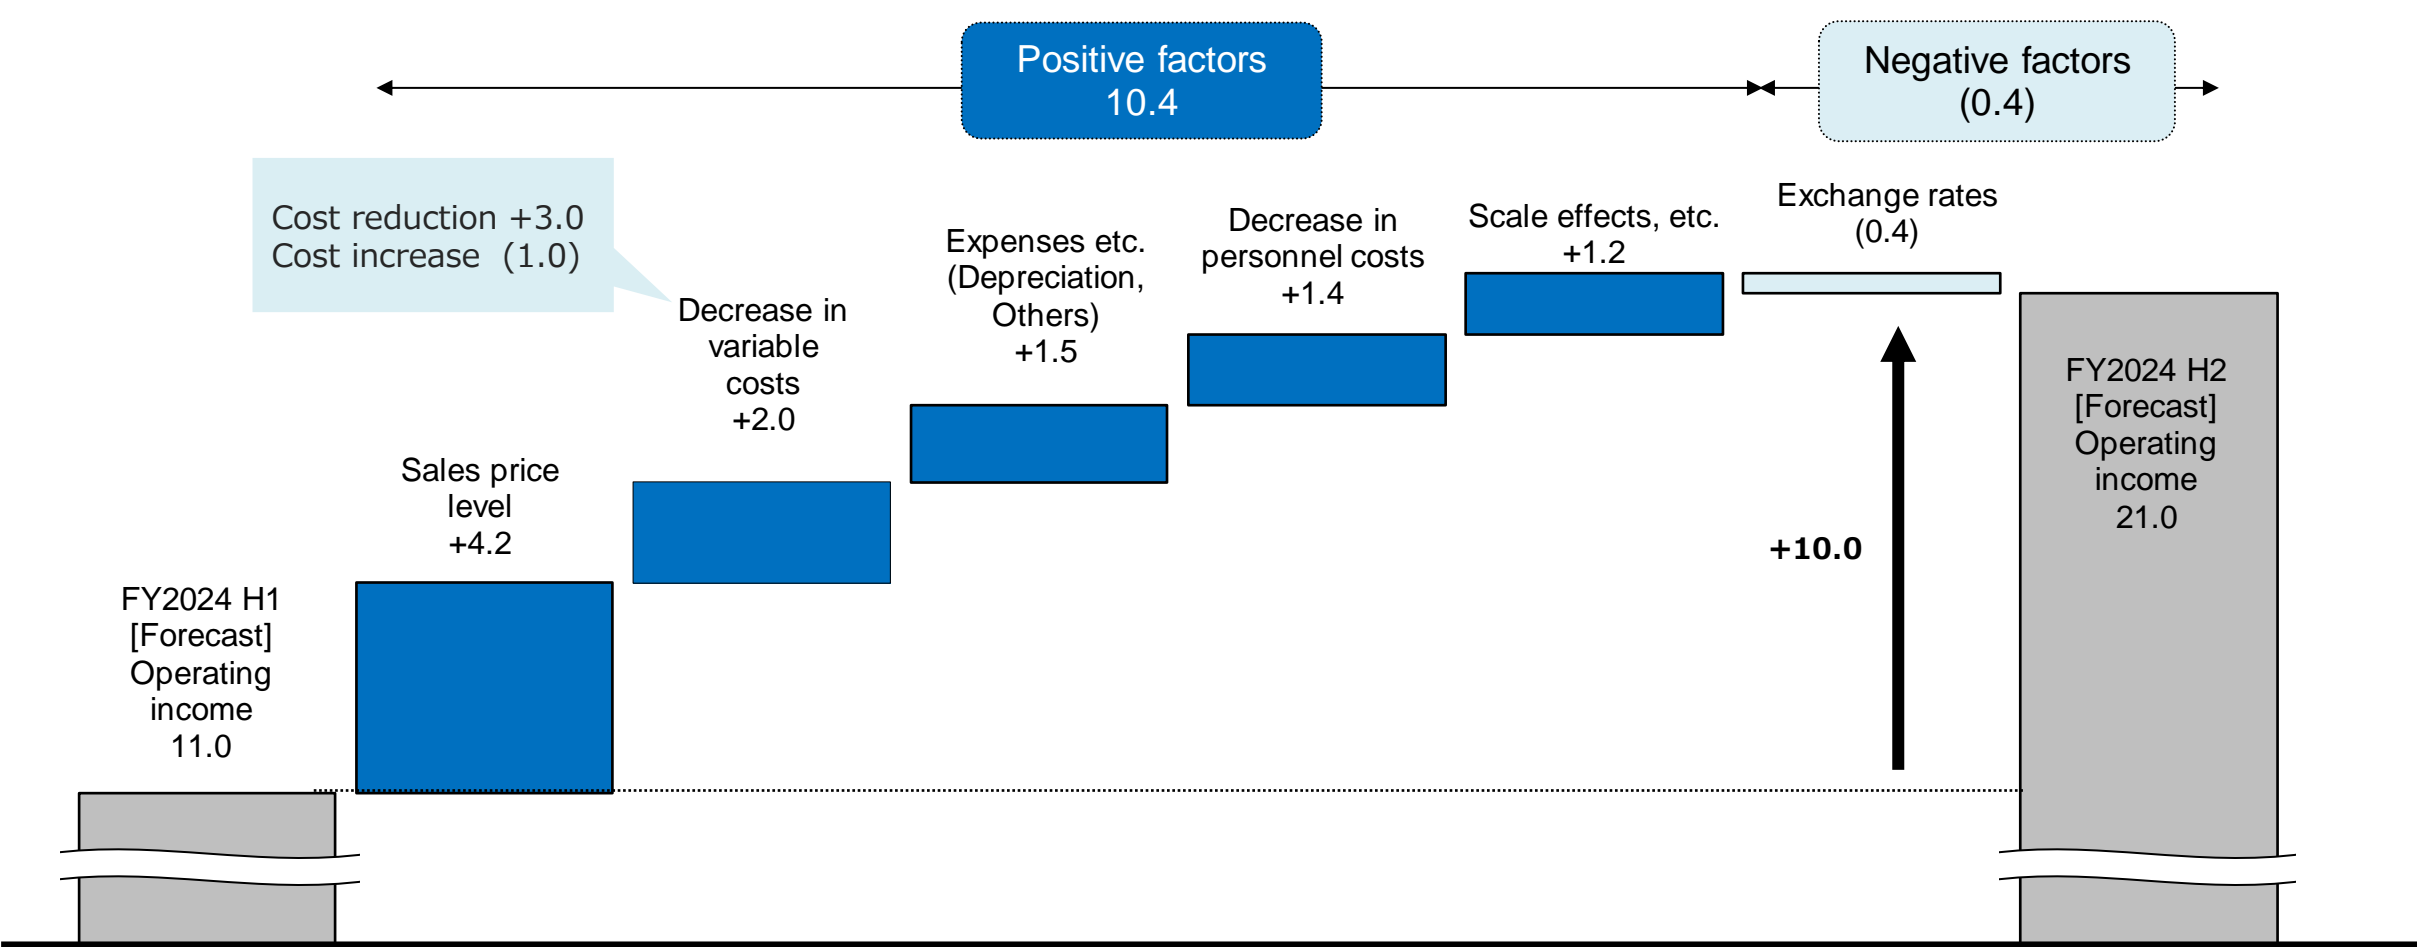 Positive factors
10.4
Negative factors
(0.4)
Cost reduction +3.0
Cost increase (1.0)
FY2024 H1
[Forecast]
Operating
income
11.0
Sales price
level
+4.2
Decrease in
variable
costs
+2.0
Expenses etc.
(Depreciation,
Others)
+1.5
Decrease in
personnel costs
+1.4
Scale effects, etc.
+1.2
Exchange rates
(0.4)
+10.0
FY2024 H2
[Forecast]
Operating
income
21.0